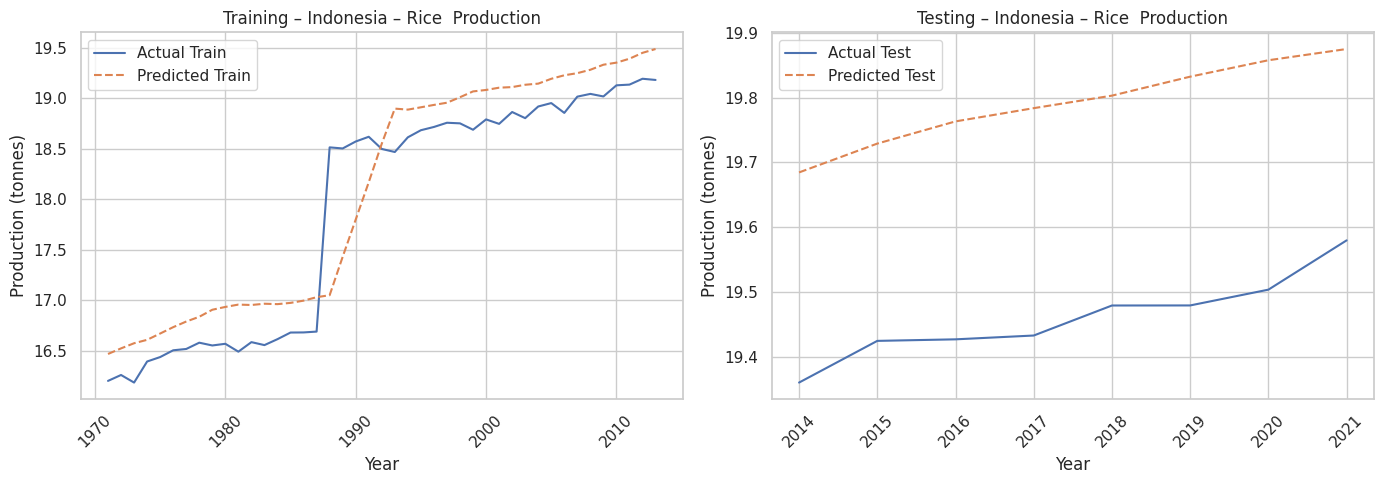 Training – Indonesia – Rice  Production
Actual Train
Predicted Train
Production (tonnes)
19.5
19.0
18.5
18.0
17.5
17.0
16.5
1970
1980
1990
2000
2010
Year
Testing – Indonesia – Rice  Production
Actual Test
Predicted Test
Production (tonnes)
19.9
19.8
19.7
19.6
19.5
19.4
2014
2015
2016
2017
2018
2019
2020
2021
Year